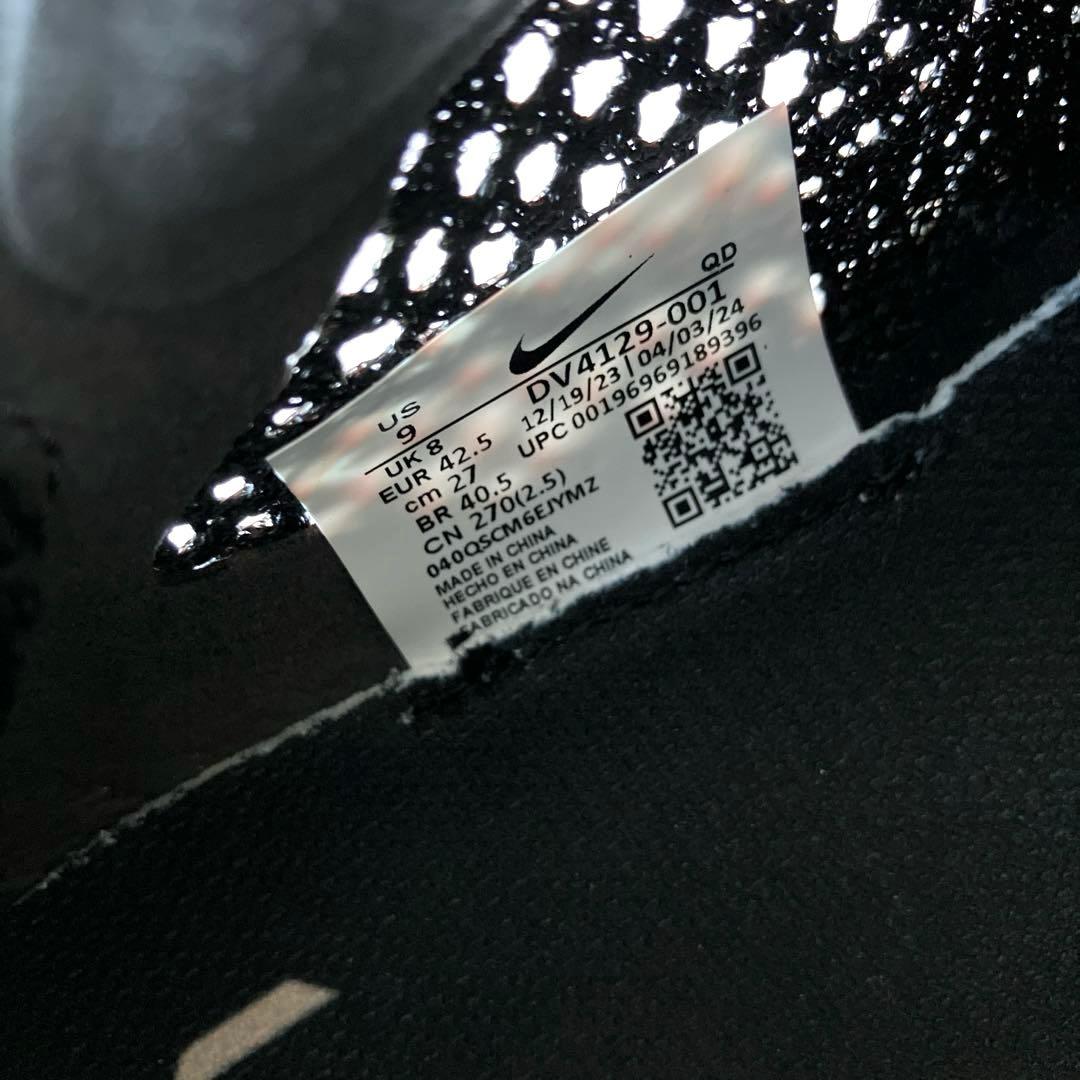 QD
US
9
DV4129-001
12/19/23 | 04/03/24
UPC 00196969189396
UK 8
EUR 42.5
cm 27
BR 40.5
CN 270(2.5)
040QSCM6EJYMZ
MADE IN CHINA
HECHO EN CHINA
FABRIQUE EN CHINE
FABRICADO NA CHINA